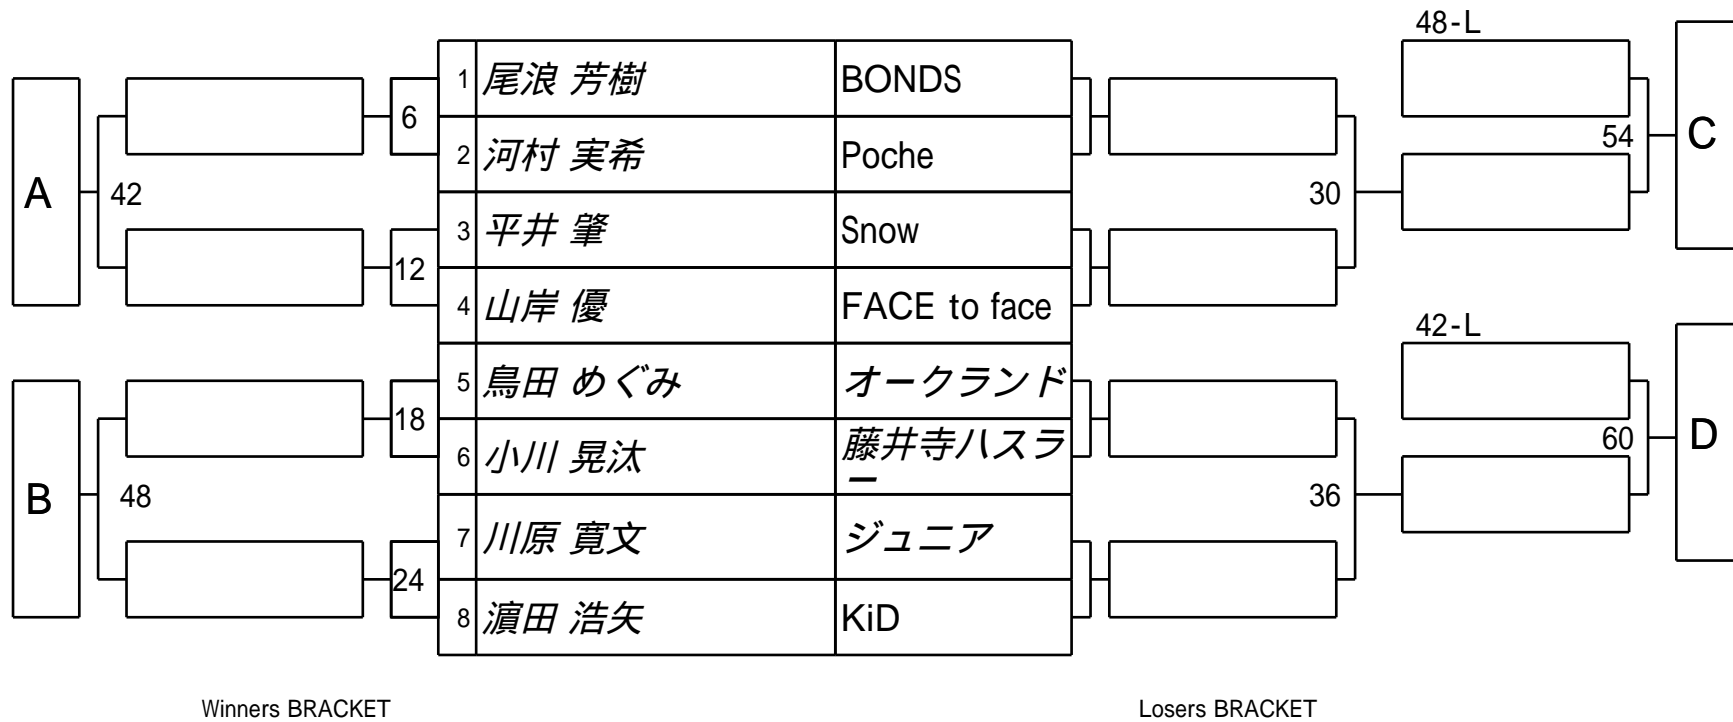 48-L
1 尾浪 芳樹 BONDS
6
2 河村 実希 Poche
54
C
A
42
30
3 平井 肇 Snow
12
4 山岸 優 FACE to face
42-L
5 鳥田 めぐみ オークランド
18
6 小川 晃汰 藤井寺ハスラ
ー
60
D
B
48
36
7 川原 寛文 ジュニア
24
8 濵田 浩矢 KiD
Winners BRACKET
Losers BRACKET